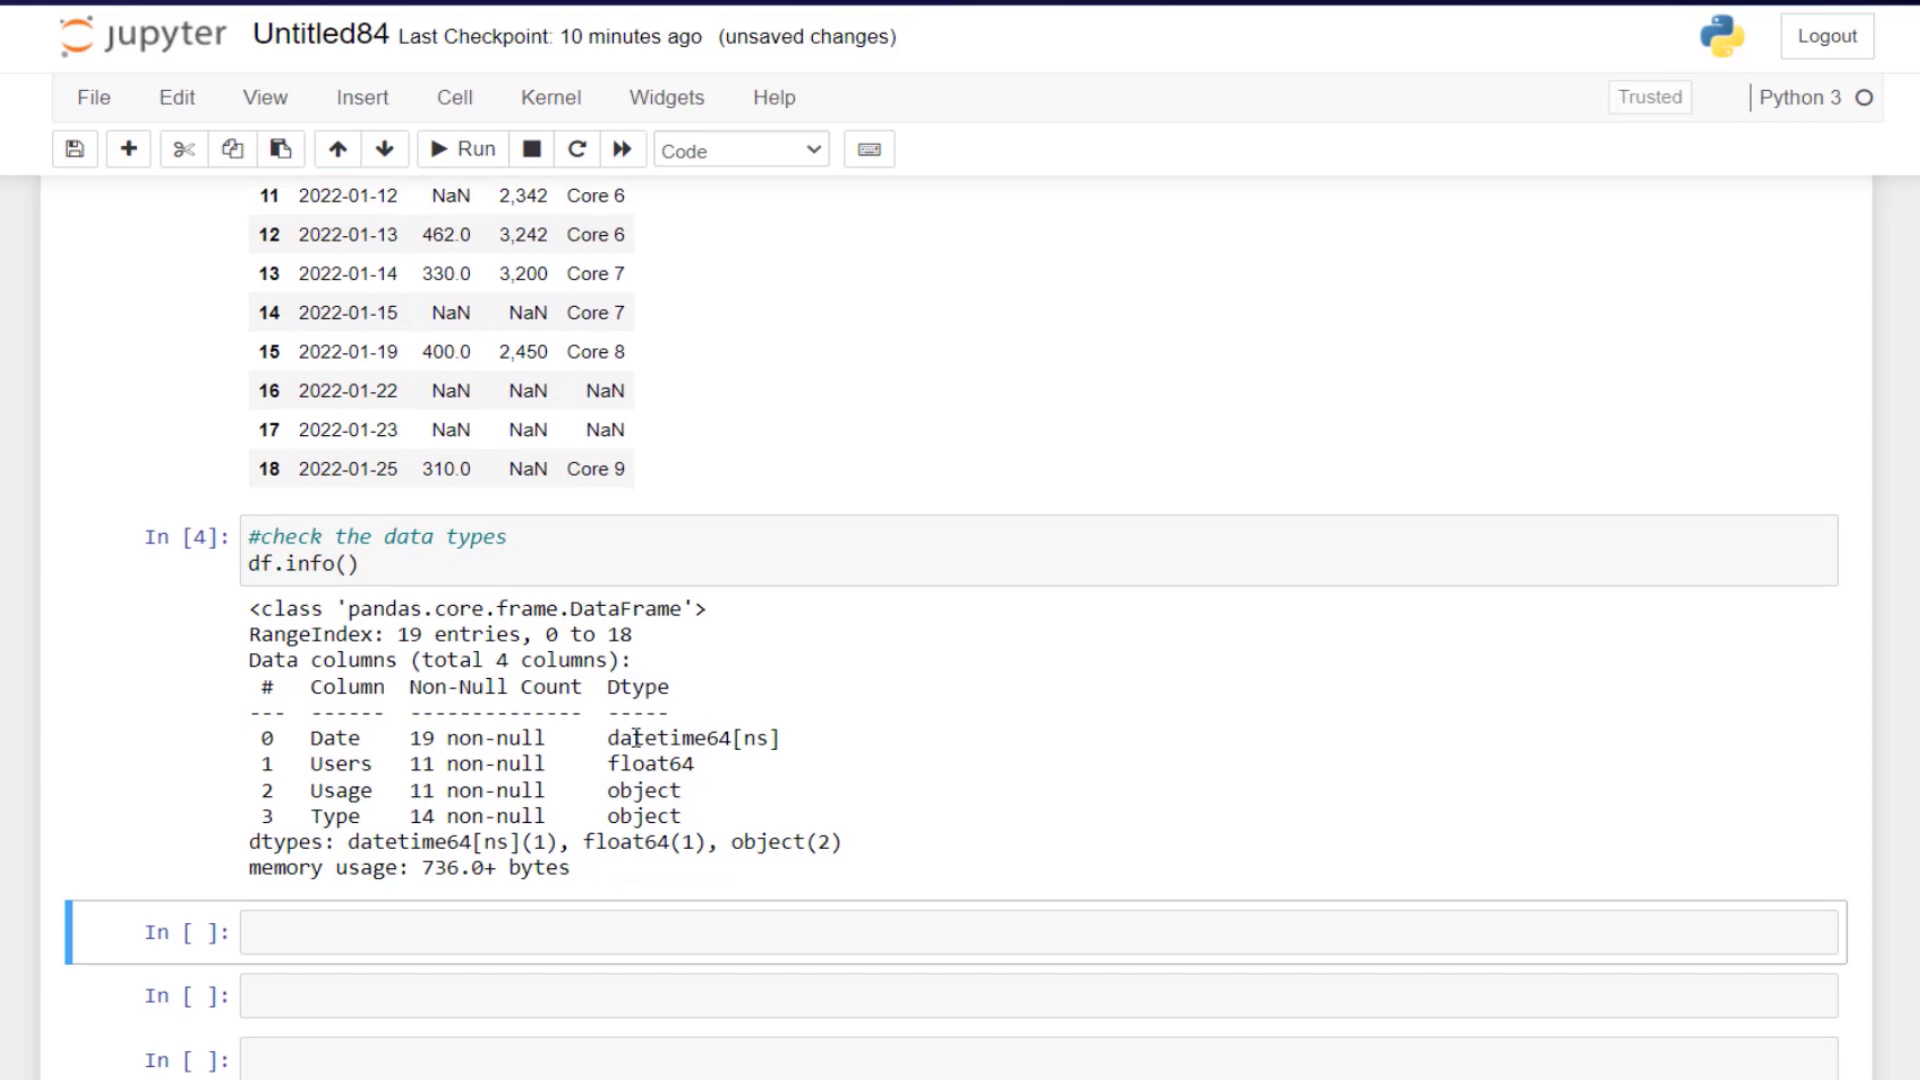 jupyter Untitled84 Last Checkpoint: 10 minutes ago (unsaved changes) Logout
File Edit View Insert Cell Kernel Widgets Help Trusted Python 3
Run Code
11 2022-01-12 NaN 2,342 Core 6
12 2022-01-13 462.0 3,242 Core 6
13 2022-01-14 330.0 3,200 Core 7
14 2022-01-15 NaN NaN Core 7
15 2022-01-19 400.0 2,450 Core 8
16 2022-01-22 NaN NaN NaN
17 2022-01-23 NaN NaN NaN
18 2022-01-25 310.0 NaN Core 9
In [4]: #check the data types
df.info()
<class 'pandas.core.frame.DataFrame'>
RangeIndex: 19 entries, 0 to 18
Data columns (total 4 columns):
# Column Non-Null Count Dtype
--- ------ -------------- -----
0 Date 19 non-null datetime64[ns]
1 Users 11 non-null float64
2 Usage 11 non-null object
3 Type 14 non-null object
dtypes: datetime64[ns](1), float64(1), object(2)
memory usage: 736.0+ bytes
In [ ]:
In [ ]:
In [ ]: